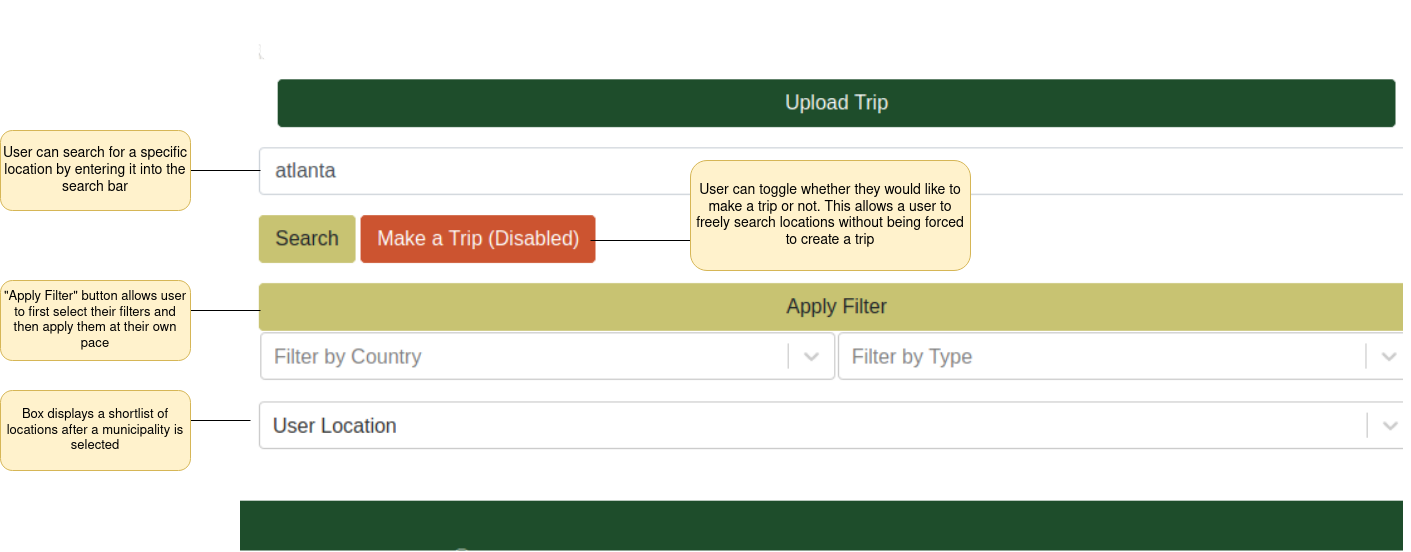 Upload Trip
User can search for a specific
location by entering it into the
search bar
atlanta
User can toggle whether they would like to
make a trip or not. This allows a user to
freely search locations without being forced
to create a trip
Search
Make a Trip (Disabled)
"Apply Filter" button allows user
to first select their filters and
then apply them at their own
pace
Apply Filter
Filter by Country
Filter by Type
Box displays a shortlist of
locations after a municipality is
selected
User Location